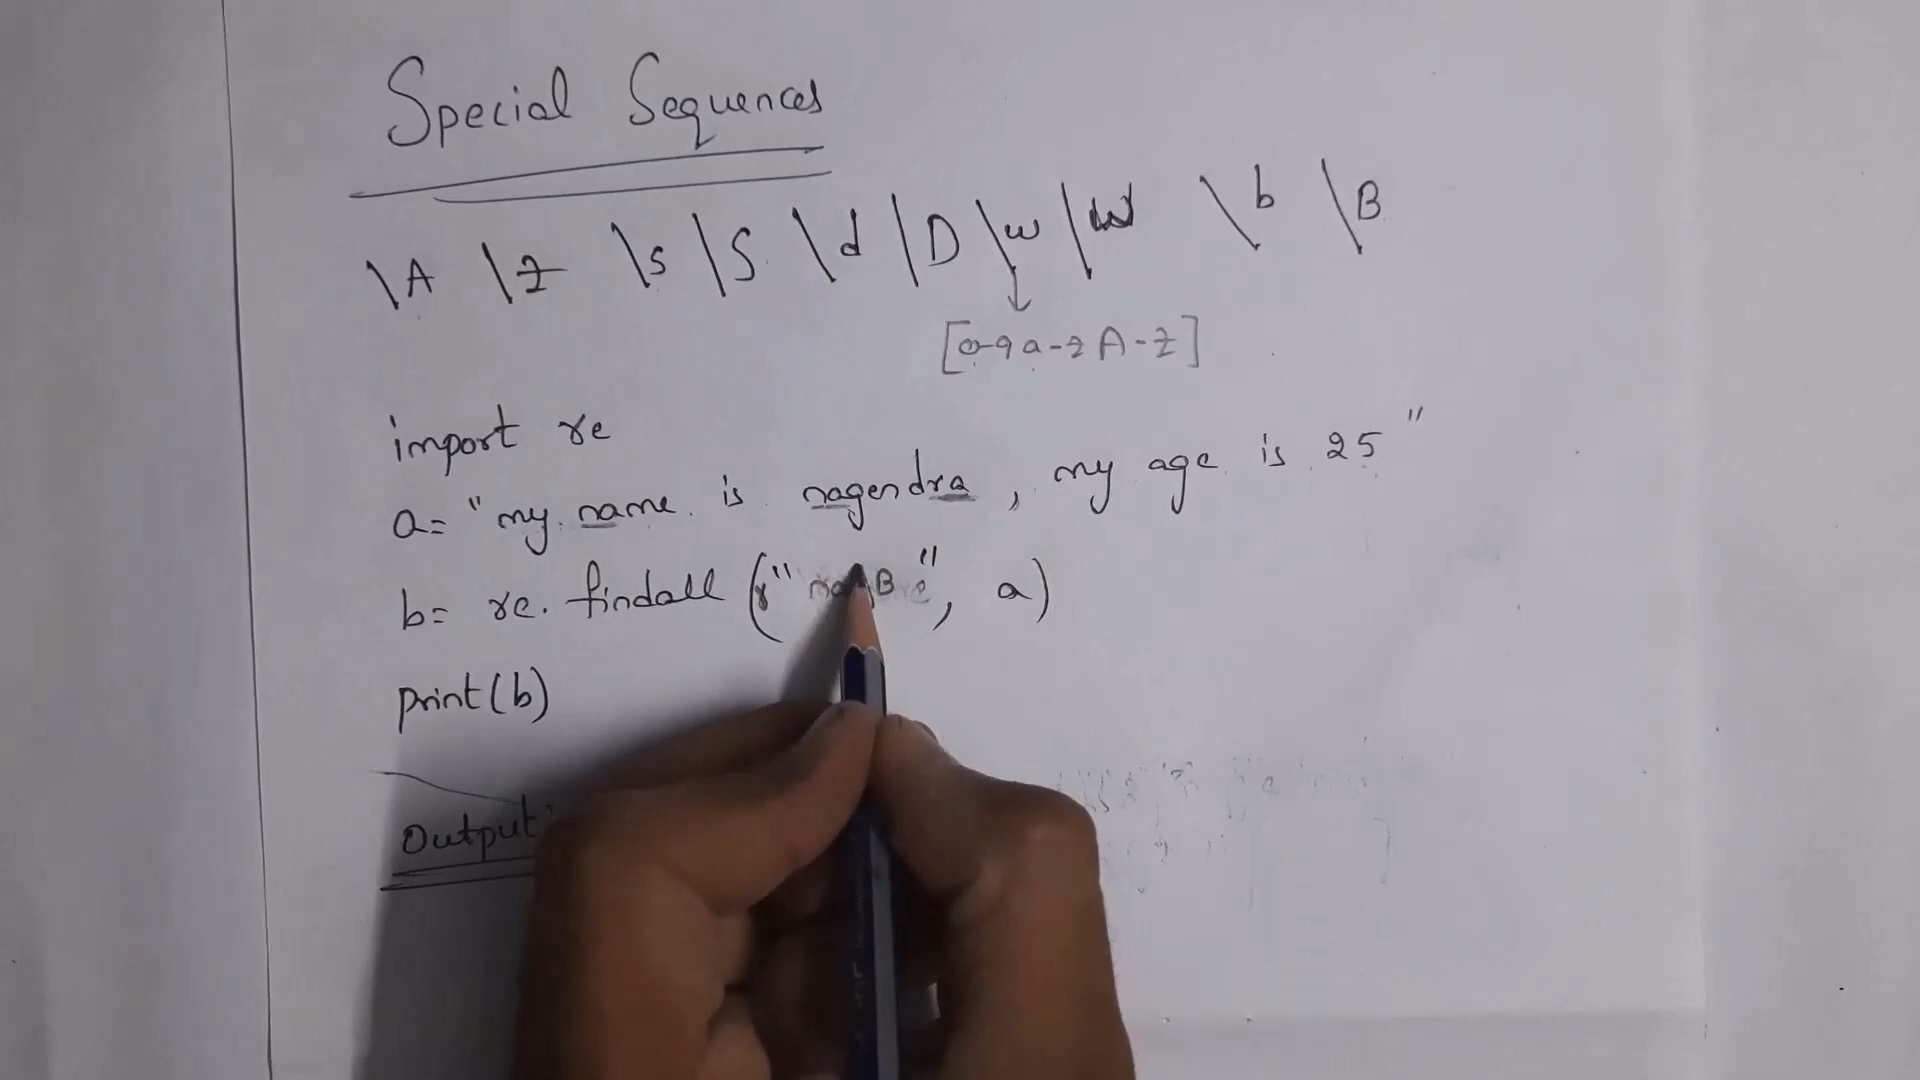 Special Sequences
\A \Z \s \S \d \D \w \W \b \B
[0-9a-zA-Z]
import re
a= "my name is nagendra, my age is 25"
b= re.findall (r" ", a)
print(b)
Output: